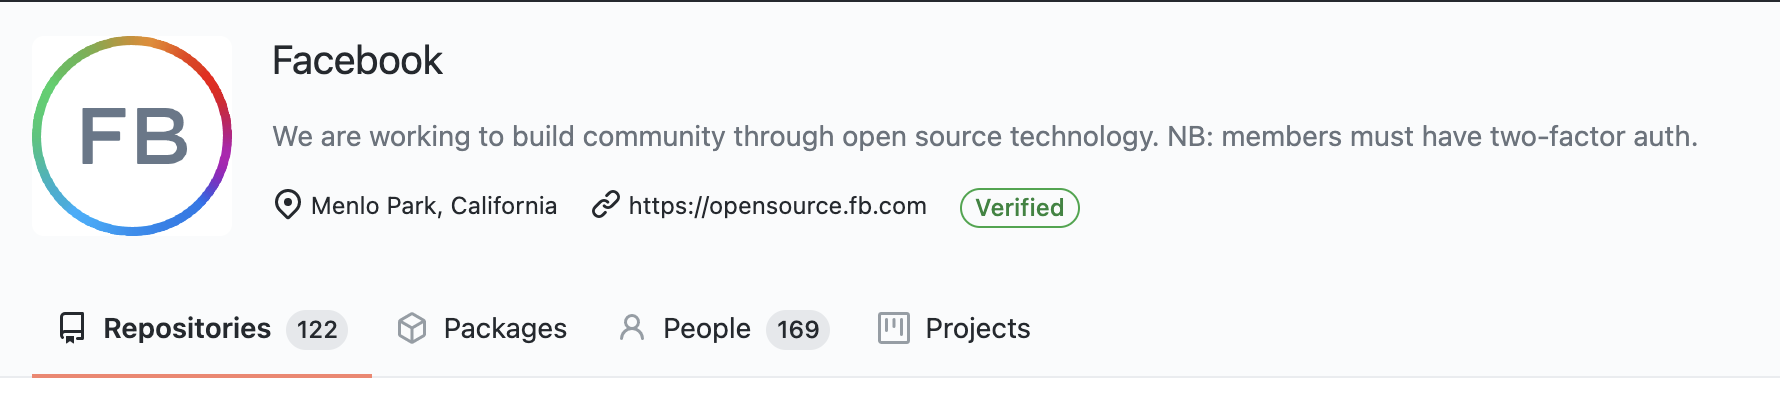 FB
Facebook
We are working to build community through open source technology. NB: members must have two-factor auth.
Menlo Park, California https://opensource.fb.com Verified
Repositories 122 Packages People 169 Projects